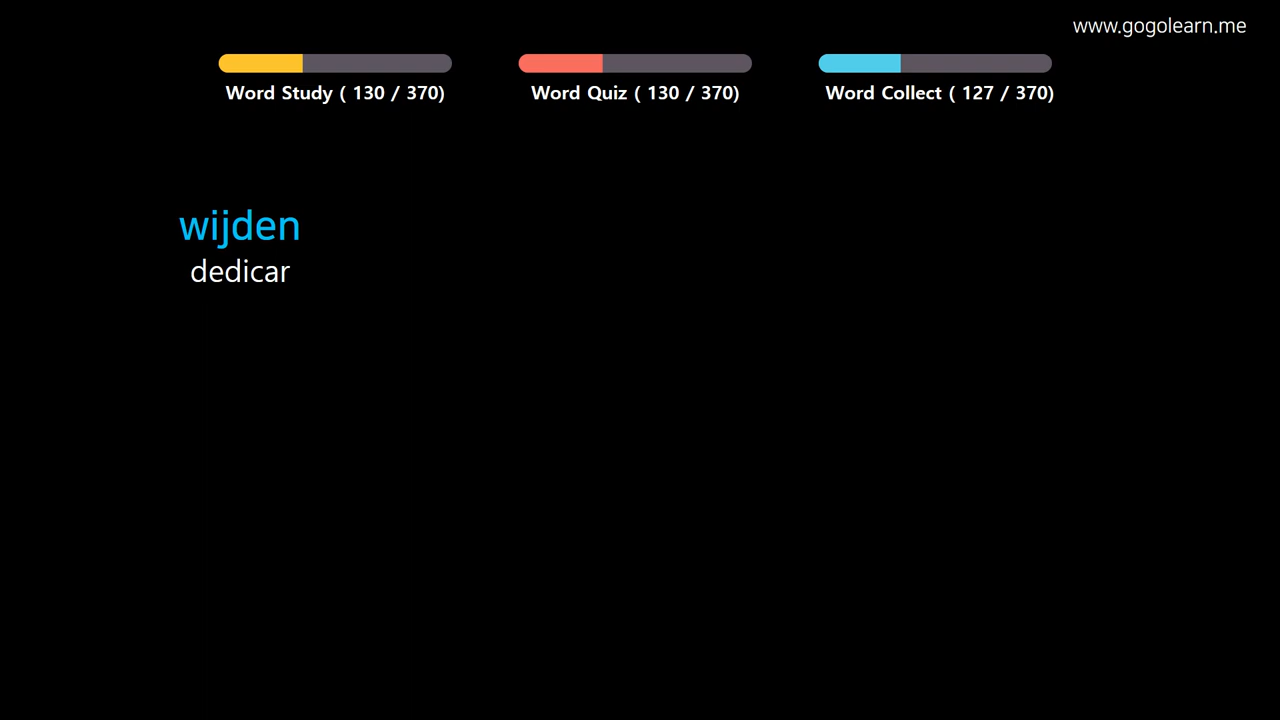 www.gogolearn.me
Word Study ( 130 / 370)
Word Quiz ( 130 / 370)
Word Collect ( 127 / 370)
wijden
dedicar